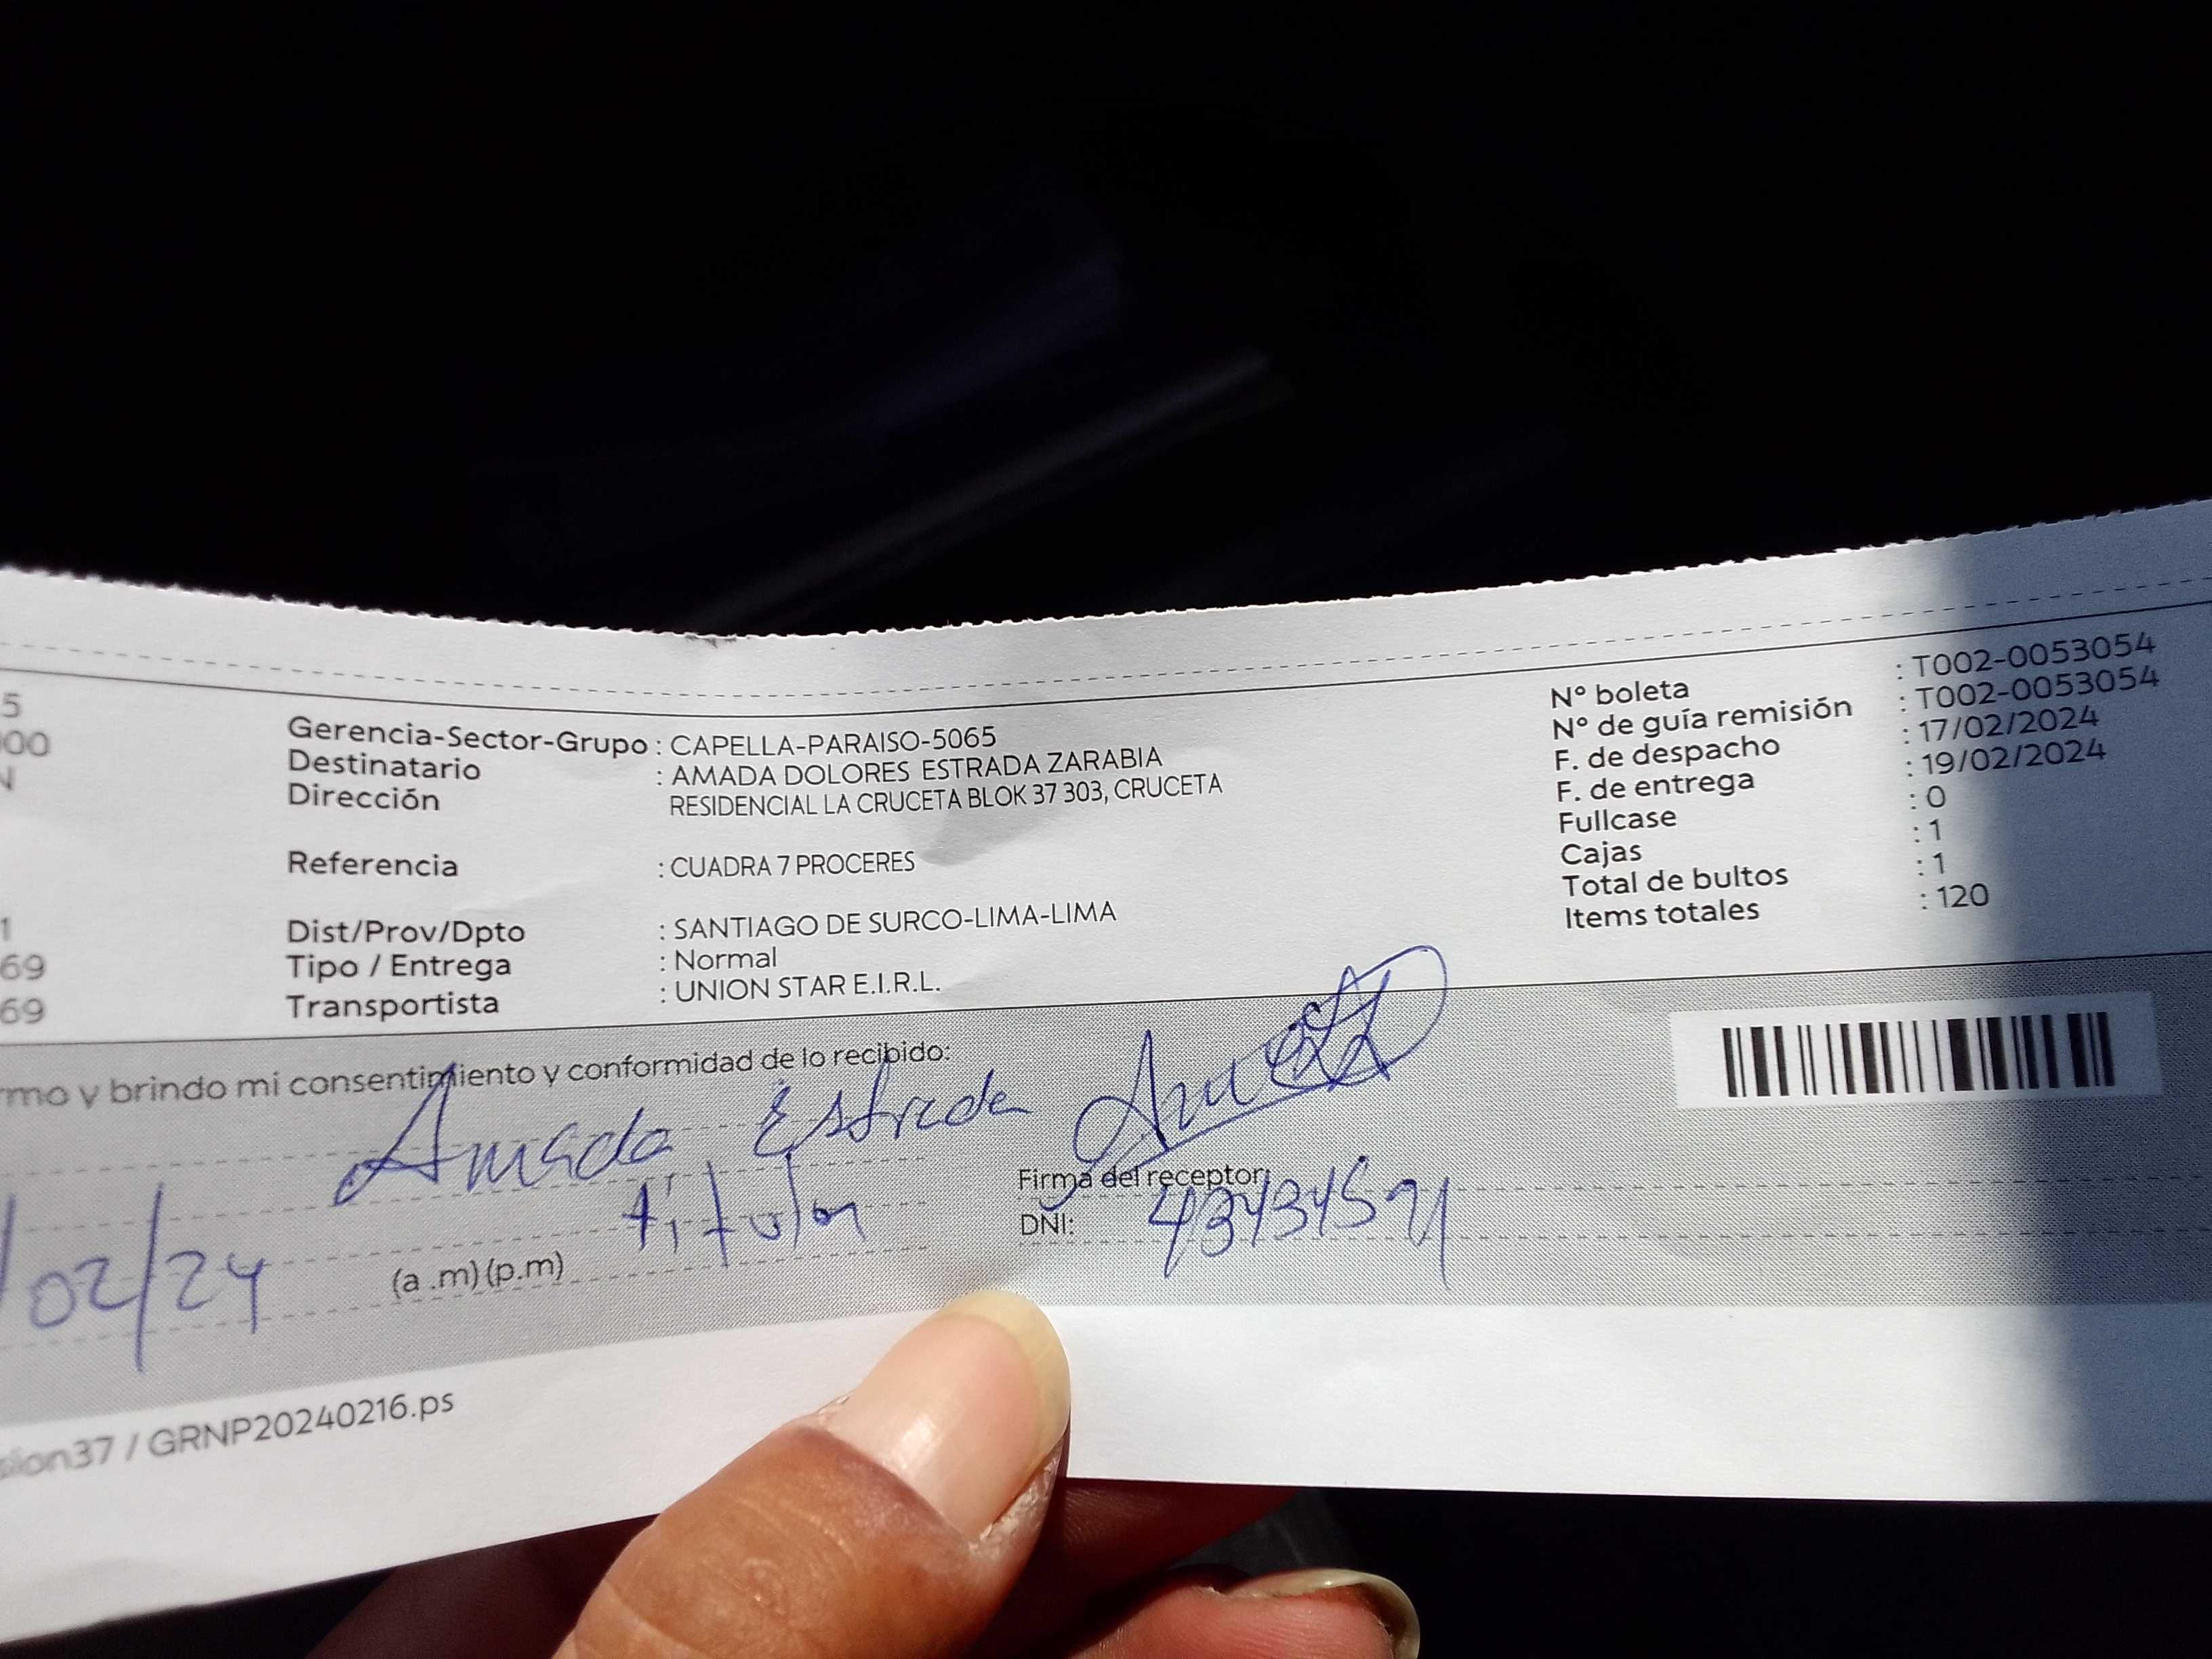 5
00
N
1
69
69
Gerencia-Sector-Grupo : CAPELLA-PARAISO-5065
Destinatario : AMADA DOLORES ESTRADA ZARABIA
Dirección RESIDENCIAL LA CRUCETA BLOK 37 303, CRUCETA
Referencia : CUADRA 7 PROCERES
Dist/Prov/Dpto : SANTIAGO DE SURCO-LIMA-LIMA
Tipo / Entrega : Normal
Transportista : UNION STAR E.I.R.L.
N° boleta : T002-0053054
N° de guía remisión : T002-0053054
F. de despacho : 17/02/2024
F. de entrega : 19/02/2024
Fullcase : 0
Cajas : 1
Total de bultos : 1
Items totales : 120
rmo y brindo mi consentimiento y conformidad de lo recibido:
Amada Estrada
Firma del receptor:
titular
DNI: 43434591
/02/24 (a .m) (p.m)
sion37 / GRNP20240216.ps